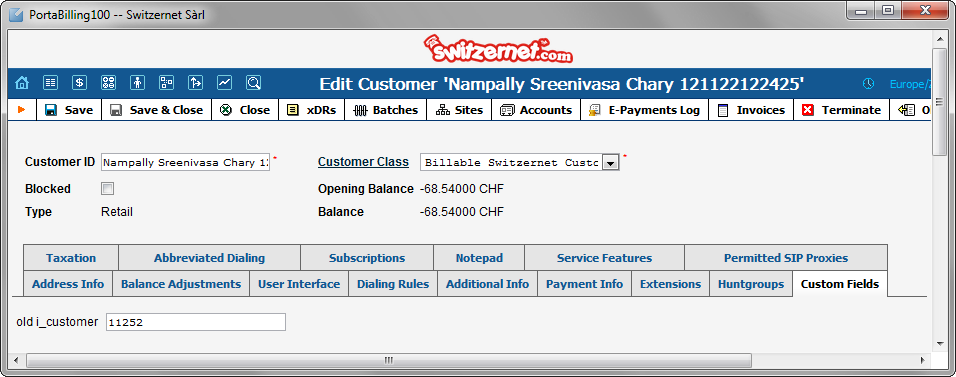 PortaBilling100 -- Switzernet Sàrl
switzernet.com
Edit Customer 'Nampally Sreenivasa Chary 121122122425'
Europe/
Save Save & Close Close xDRs Batches Sites Accounts E-Payments Log Invoices Terminate
Customer ID Nampally Sreenivasa Chary 12 * Customer Class Billable Switzernet Custo *
Blocked Opening Balance -68.54000 CHF
Type Retail Balance -68.54000 CHF
Taxation Abbreviated Dialing Subscriptions Notepad Service Features Permitted SIP Proxies
Address Info Balance Adjustments User Interface Dialing Rules Additional Info Payment Info Extensions Huntgroups Custom Fields
old i_customer 11252